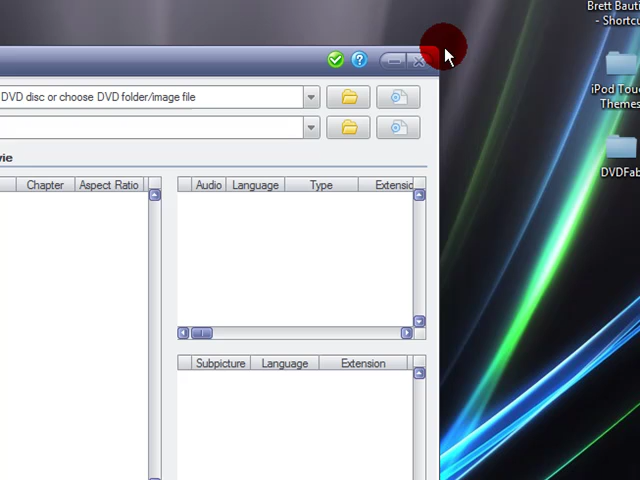 Brett Bauti
- Shortcu
DVD disc or choose DVD folder/image file
iPod Touc
Themes
vie
DVDFab
Chapter Aspect Ratio
Audio Language Type Extensio
Subpicture Language Extension